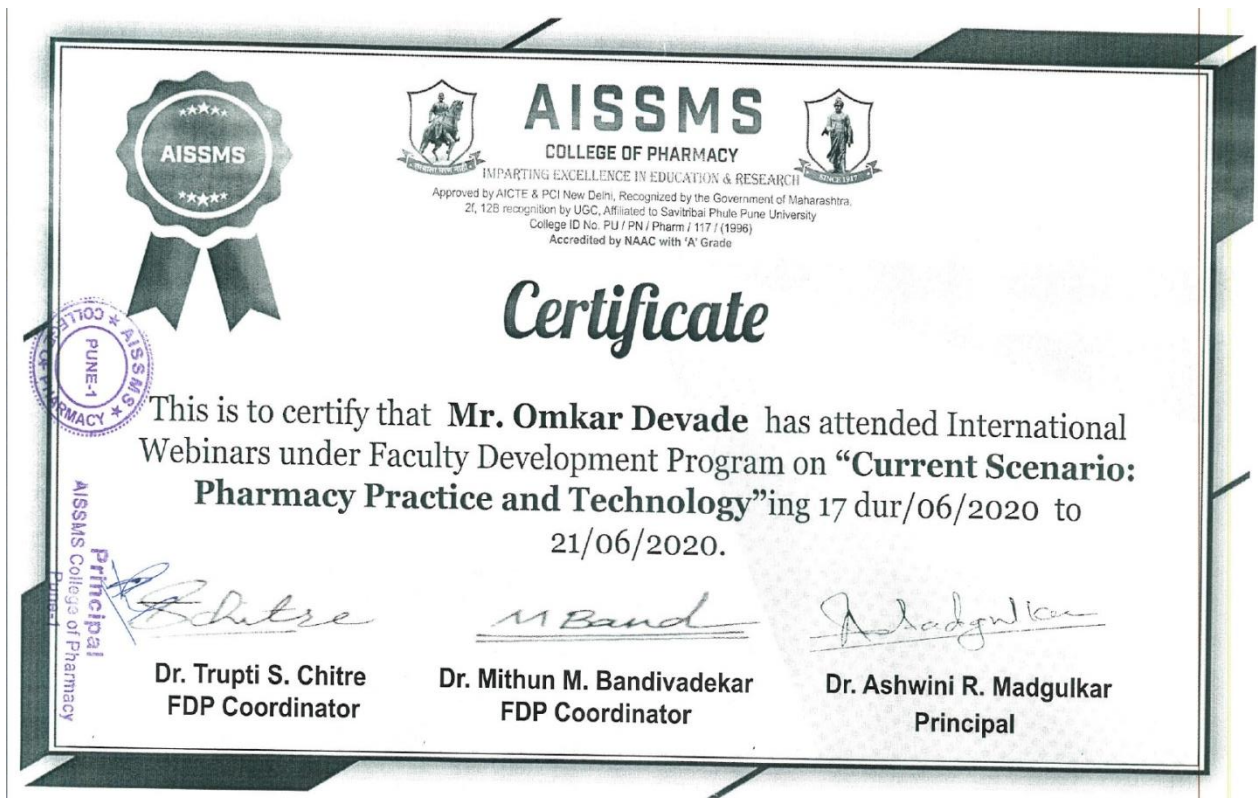 AISSMS
AISSMS
COLLEGE OF PHARMACY
IMPARTING EXCELLENCE IN EDUCATION & RESEARCH
SINCE 1917
Approved by AICTE & PCI New Delhi, Recognized by the Government of Maharashtra.
2f, 12B recognition by UGC, Affiliated to Savitribai Phule Pune University
College ID No. PU / PN / Pharm / 117 / (1996)
Accredited by NAAC with 'A' Grade
Certificate
AISSMS ★ COLLEGE OF PHARMACY ★
PUNE-1
This is to certify that Mr. Omkar Devade has attended International
Webinars under Faculty Development Program on “Current Scenario:
Pharmacy Practice and Technology”ing 17 dur/06/2020 to
21/06/2020.
Principal
AISSMS College of Pharmacy
Pune-1
Chitre
M Band
Dr. Trupti S. Chitre
FDP Coordinator
Dr. Mithun M. Bandivadekar
FDP Coordinator
Dr. Ashwini R. Madgulkar
Principal